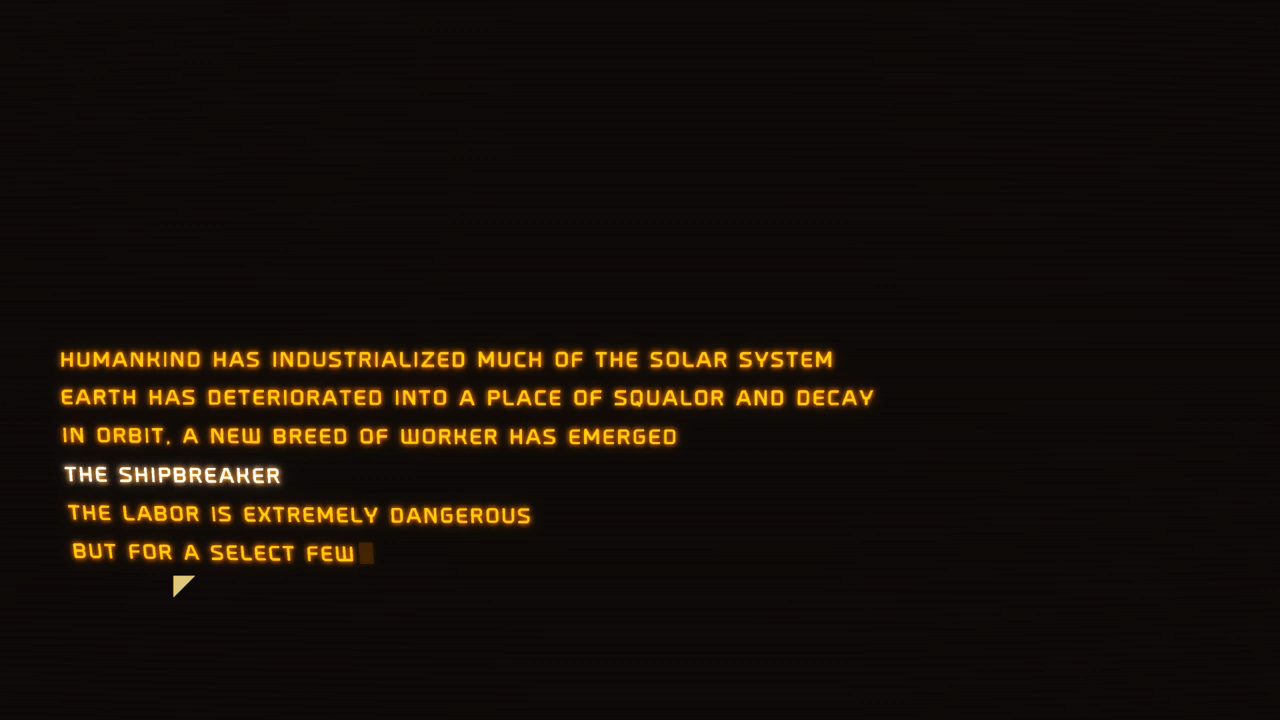 HUMANKIND HAS INDUSTRIALIZED MUCH OF THE SOLAR SYSTEM
EARTH HAS DETERIORATED INTO A PLACE OF SQUALOR AND DECAY
IN ORBIT, A NEW BREED OF WORKER HAS EMERGED
THE SHIPBREAKER
THE LABOR IS EXTREMELY DANGEROUS
BUT FOR A SELECT FEW